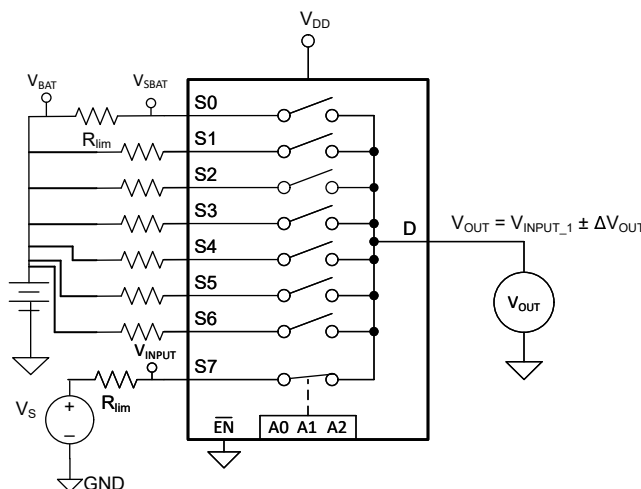 VDD
VBAT
VSBAT
Rlim
S0
S1
S2
S3
S4
S5
S6
S7
D
VOUT = VINPUT_1 ± ΔVOUT
VOUT
VINPUT
Rlim
VS
+
−
GND
EN
A0 A1 A2